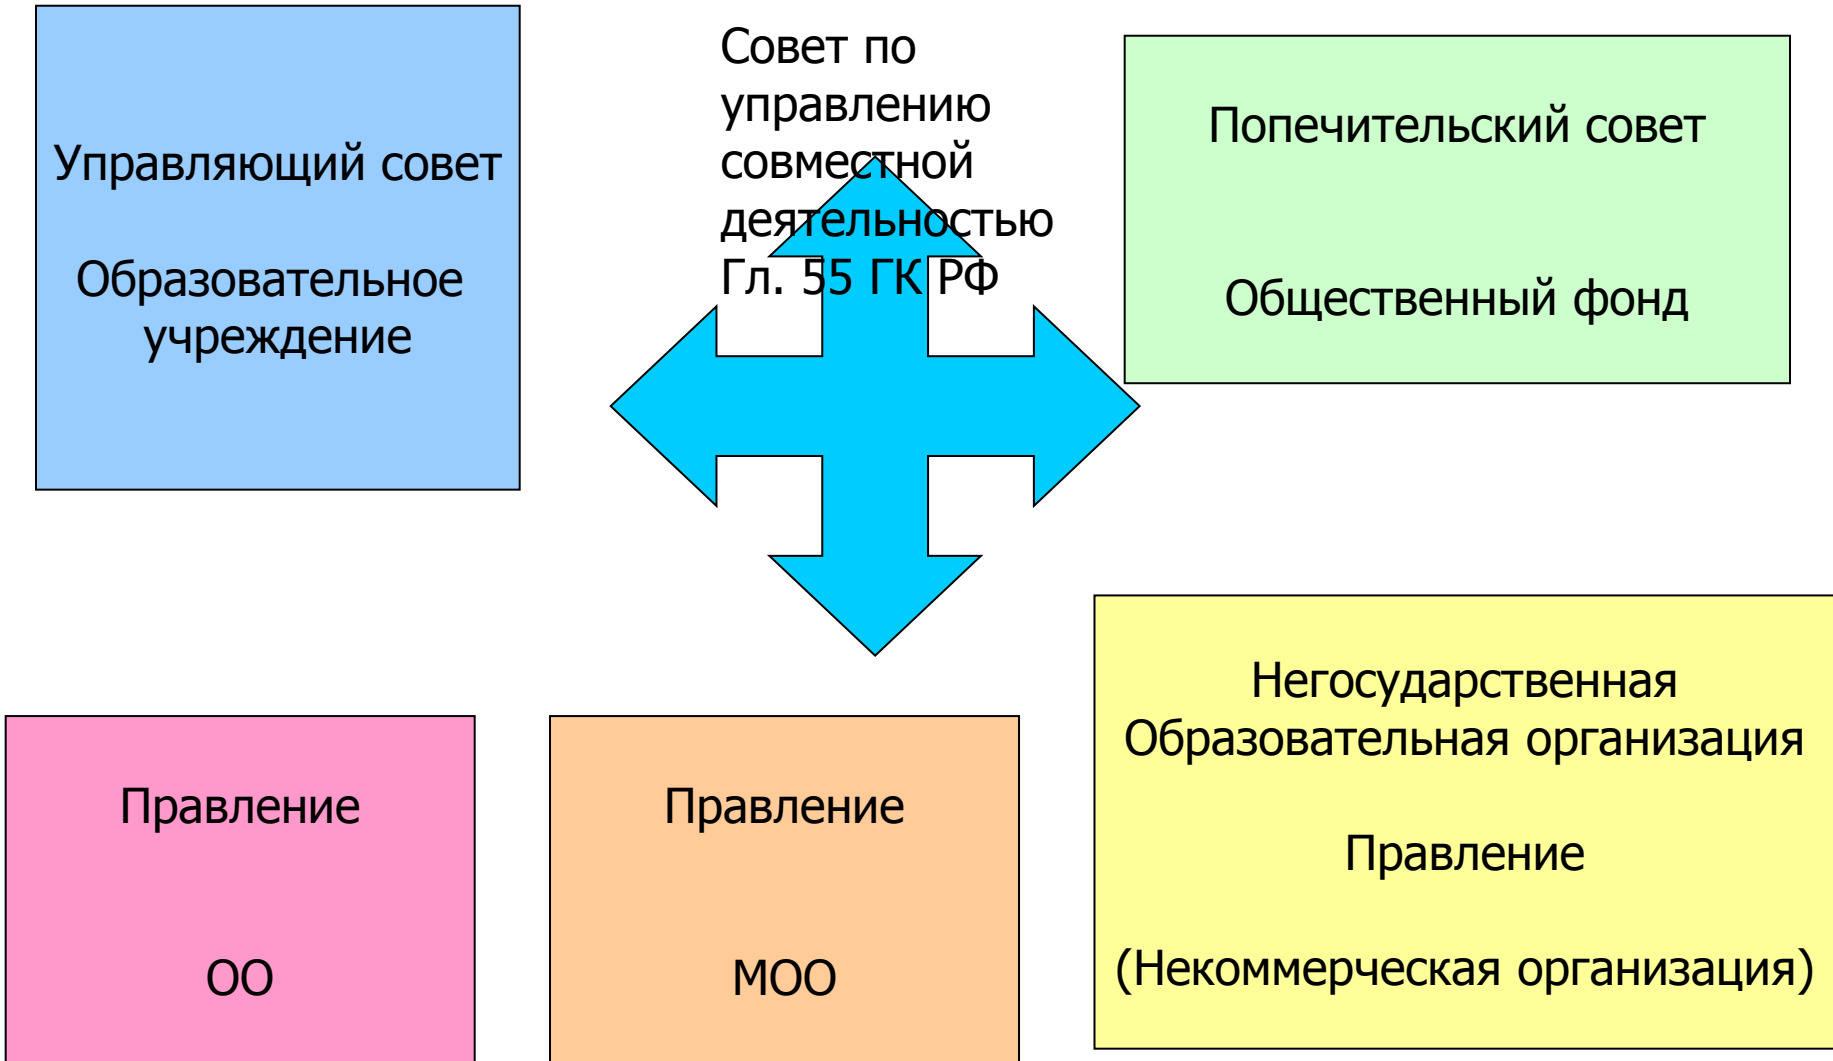 Управляющий совет
Образовательное
учреждение
Совет по
управлению
совместной
деятельностью
Гл. 55 ГК РФ
Попечительский совет
Общественный фонд
Правление
ОО
Правление
МОО
Негосударственная
Образовательная организация
Правление
(Некоммерческая организация)